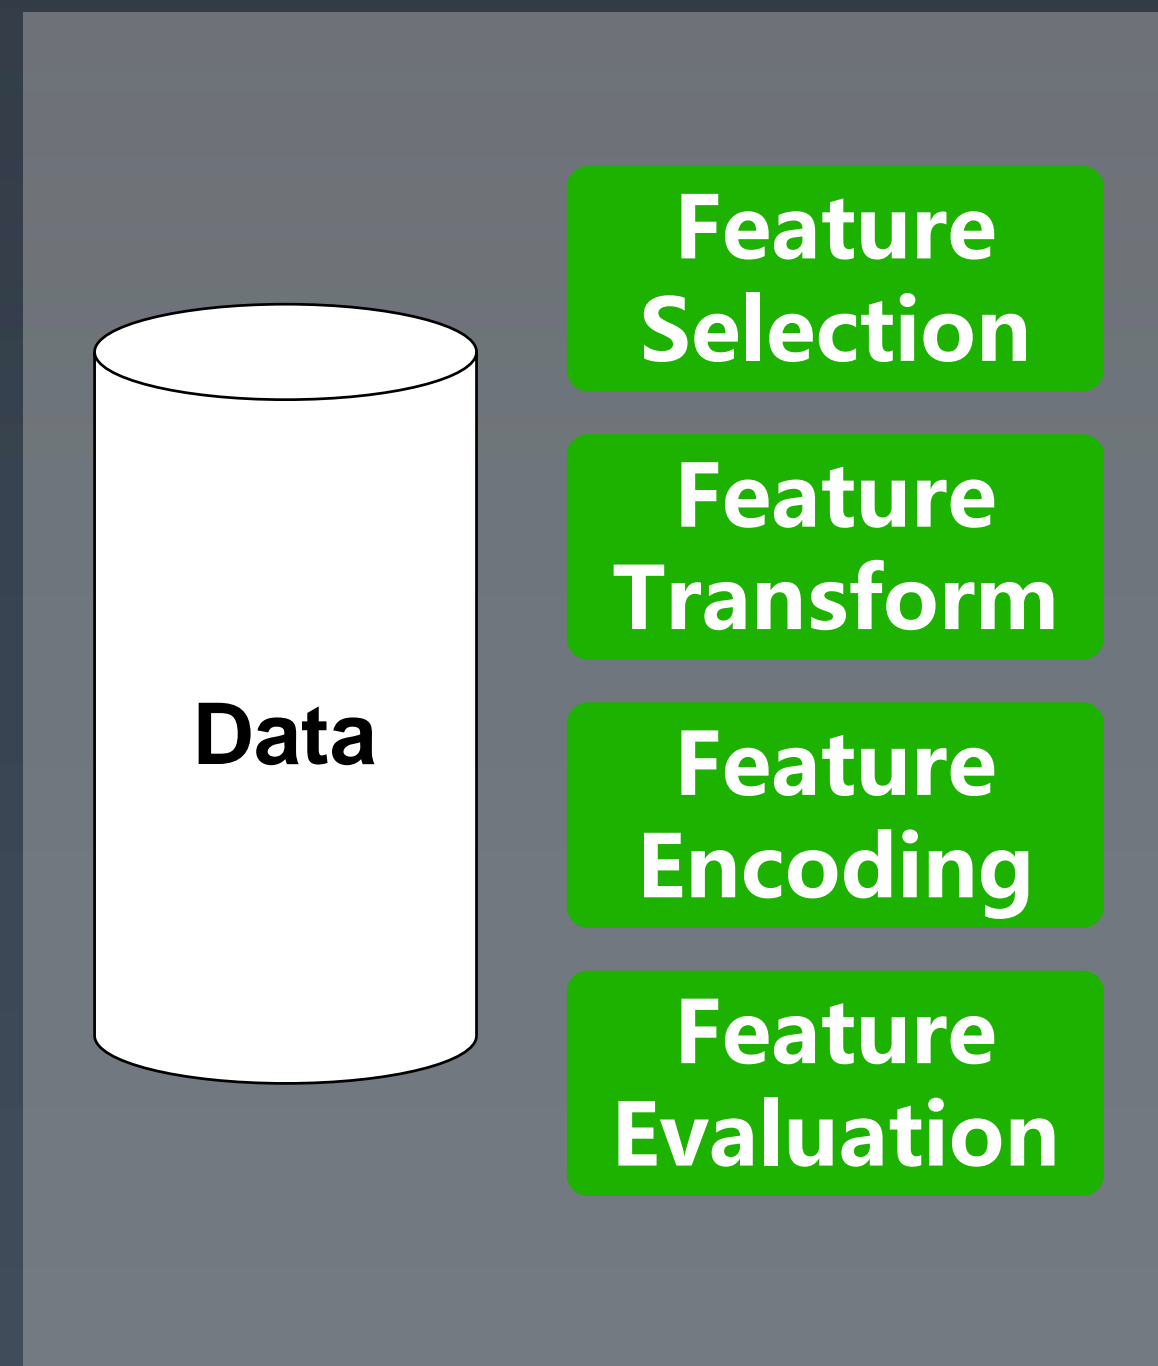 Feature
Selection
Feature
Transform
Data
Feature
Encoding
Feature
Evaluation